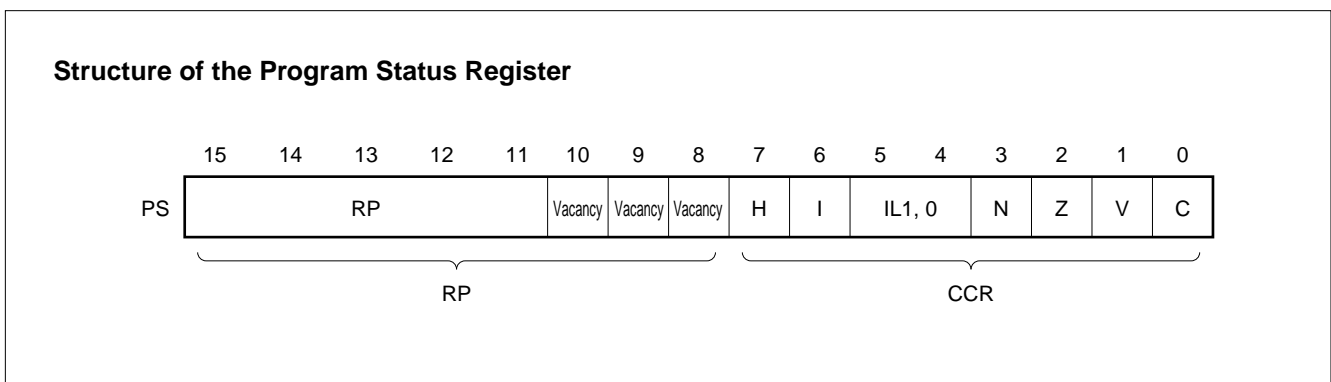 Structure of the Program Status Register
15 14 13 12 11 10 9 8 7 6 5 4 3 2 1 0
PS RP Vacancy Vacancy Vacancy H I IL1, 0 N Z V C
RP CCR